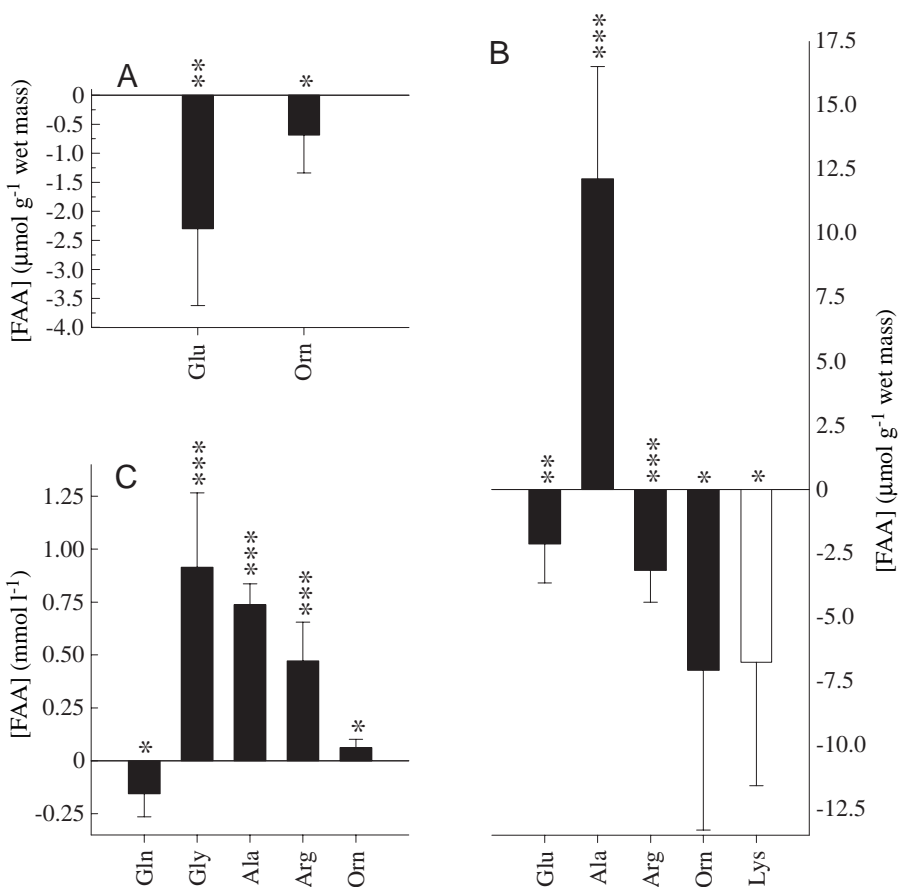 A
**
*
0
-0.5
-1.0
-1.5
-2.0
-2.5
-3.0
-3.5
-4.0
[FAA] (µmol g-1 wet mass)
Glu
Orn
B
***
**
***
*
*
17.5
15.0
12.5
10.0
7.5
5.0
2.5
0
-2.5
-5.0
-7.5
-10.0
-12.5
[FAA] (µmol g-1 wet mass)
Glu
Ala
Arg
Orn
Lys
C
***
***
***
*
*
1.25
1.00
0.75
0.50
0.25
0
-0.25
[FAA] (mmol l-1)
Gln
Gly
Ala
Arg
Orn